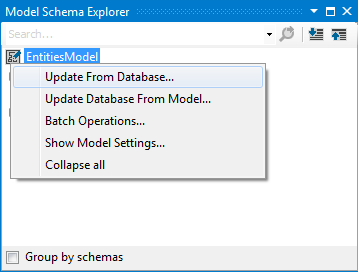 Model Schema Explorer
Search...
EntitiesModel
Update From Database...
Update Database From Model...
Batch Operations...
Show Model Settings...
Collapse all
Group by schemas